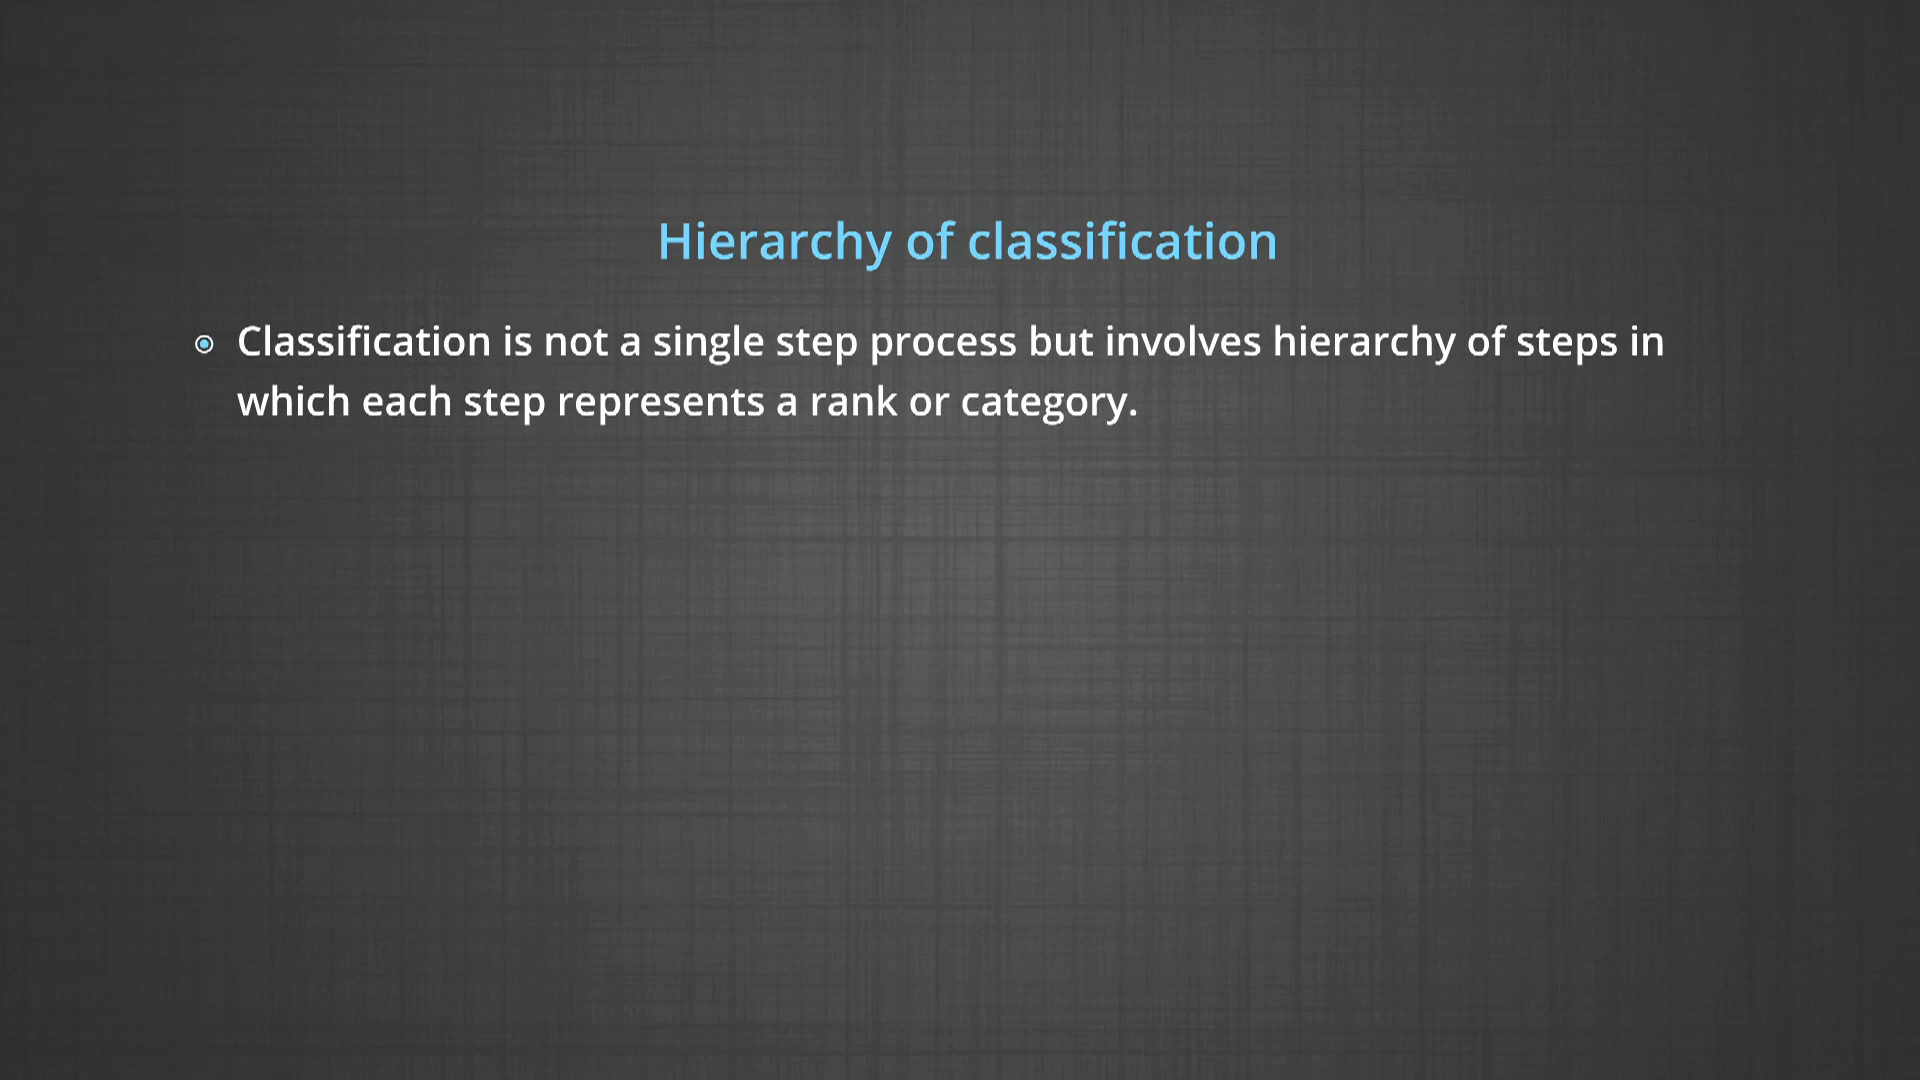 Hierarchy of classification
Classification is not a single step process but involves hierarchy of steps in
which each step represents a rank or category.